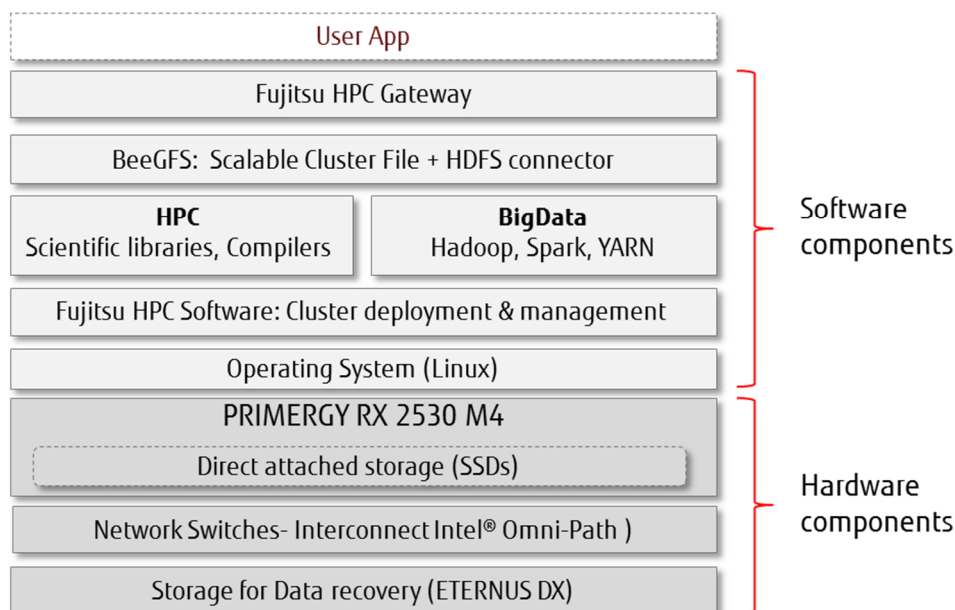 User App
Fujitsu HPC Gateway
BeeGFS: Scalable Cluster File + HDFS connector
HPC
Scientific libraries, Compilers
BigData
Hadoop, Spark, YARN
Fujitsu HPC Software: Cluster deployment & management
Operating System (Linux)
Software
components
PRIMERGY RX 2530 M4
Direct attached storage (SSDs)
Network Switches- Interconnect Intel® Omni-Path )
Storage for Data recovery (ETERNUS DX)
Hardware
components